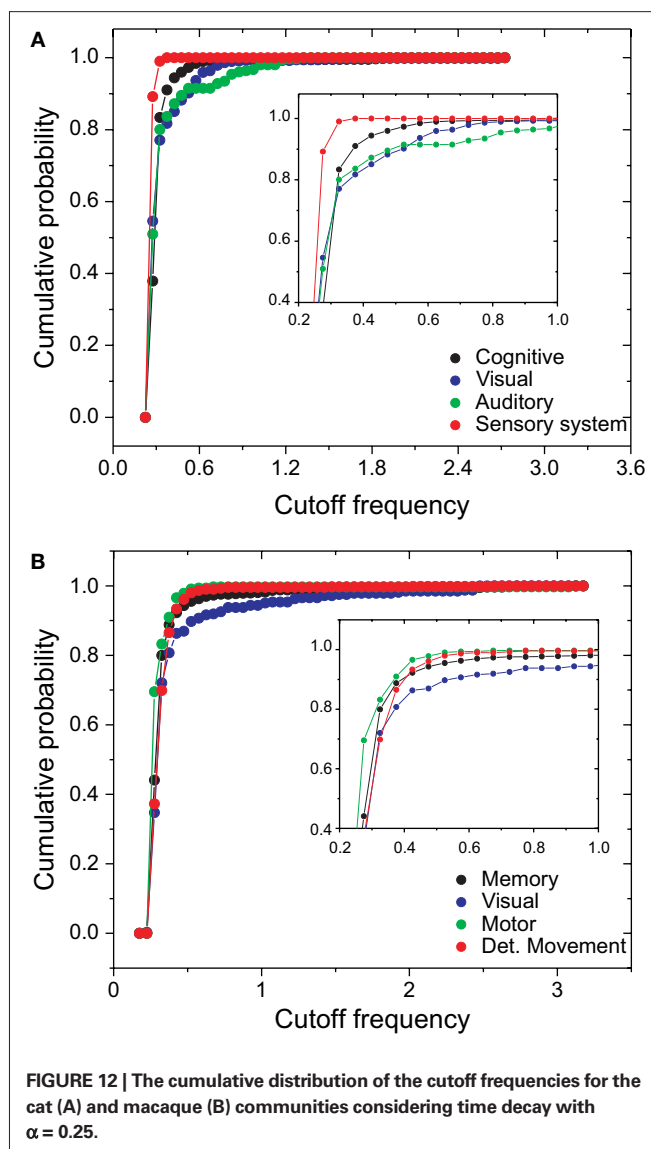 A
1.0
0.8
0.6
0.4
0.2
0.0
Cumulative probability
0.0 0.6 1.2 1.8 2.4 3.0 3.6
Cutoff frequency
1.0
0.8
0.6
0.4
0.2 0.4 0.6 0.8 1.0
Cognitive
Visual
Auditory
Sensory system
B
1.0
0.8
0.6
0.4
0.2
0.0
Cumulative probability
0 1 2 3
Cutoff frequency
1.0
0.8
0.6
0.4
0.2 0.4 0.6 0.8 1.0
Memory
Visual
Motor
Det. Movement
FIGURE 12 | The cumulative distribution of the cutoff frequencies for the
cat (A) and macaque (B) communities considering time decay with
α = 0.25.